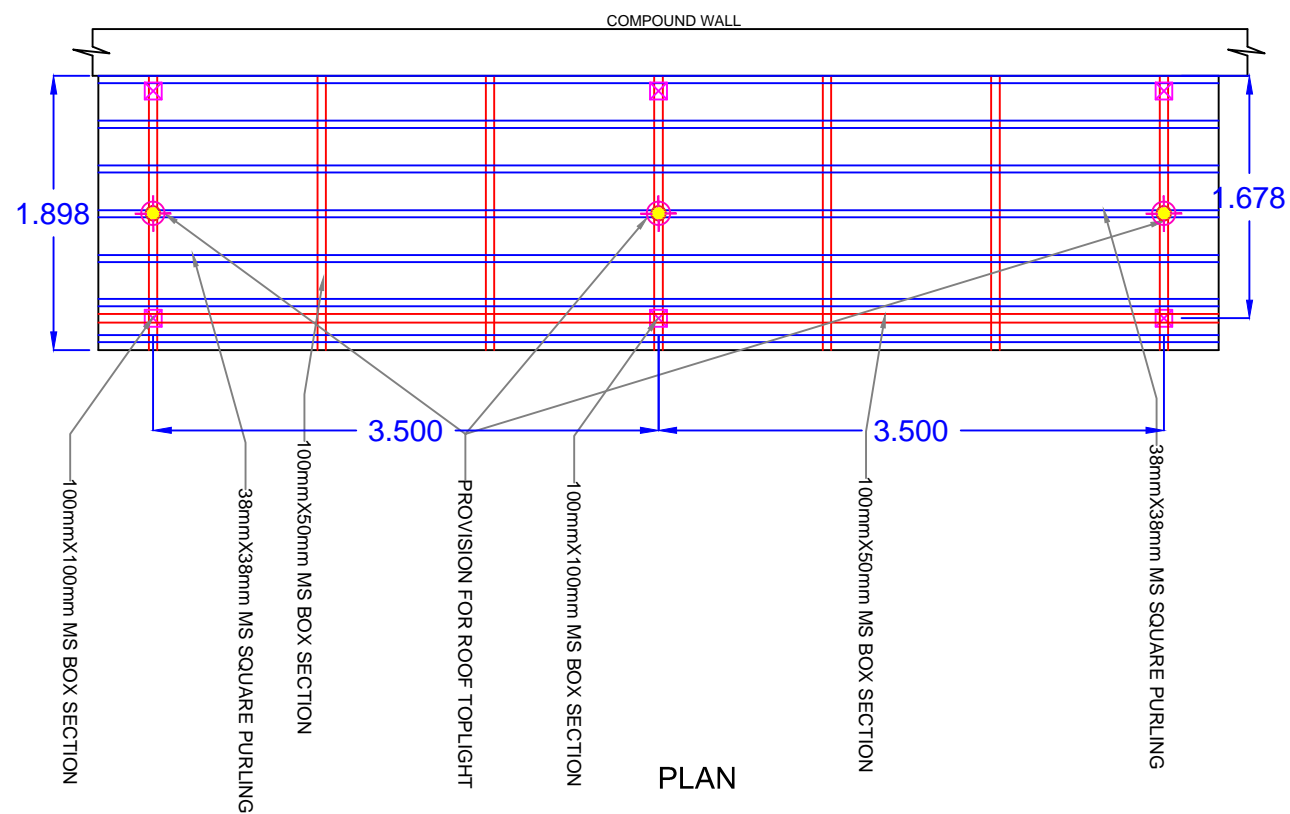 COMPOUND WALL
1.898
1.678
3.500
3.500
100mmX100mm MS BOX SECTION
38mmX38mm MS SQUARE PURLING
100mmX50mm MS BOX SECTION
PROVISION FOR ROOF TOPLIGHT
100mmX100mm MS BOX SECTION
100mmX50mm MS BOX SECTION
38mmX38mm MS SQUARE PURLING
PLAN